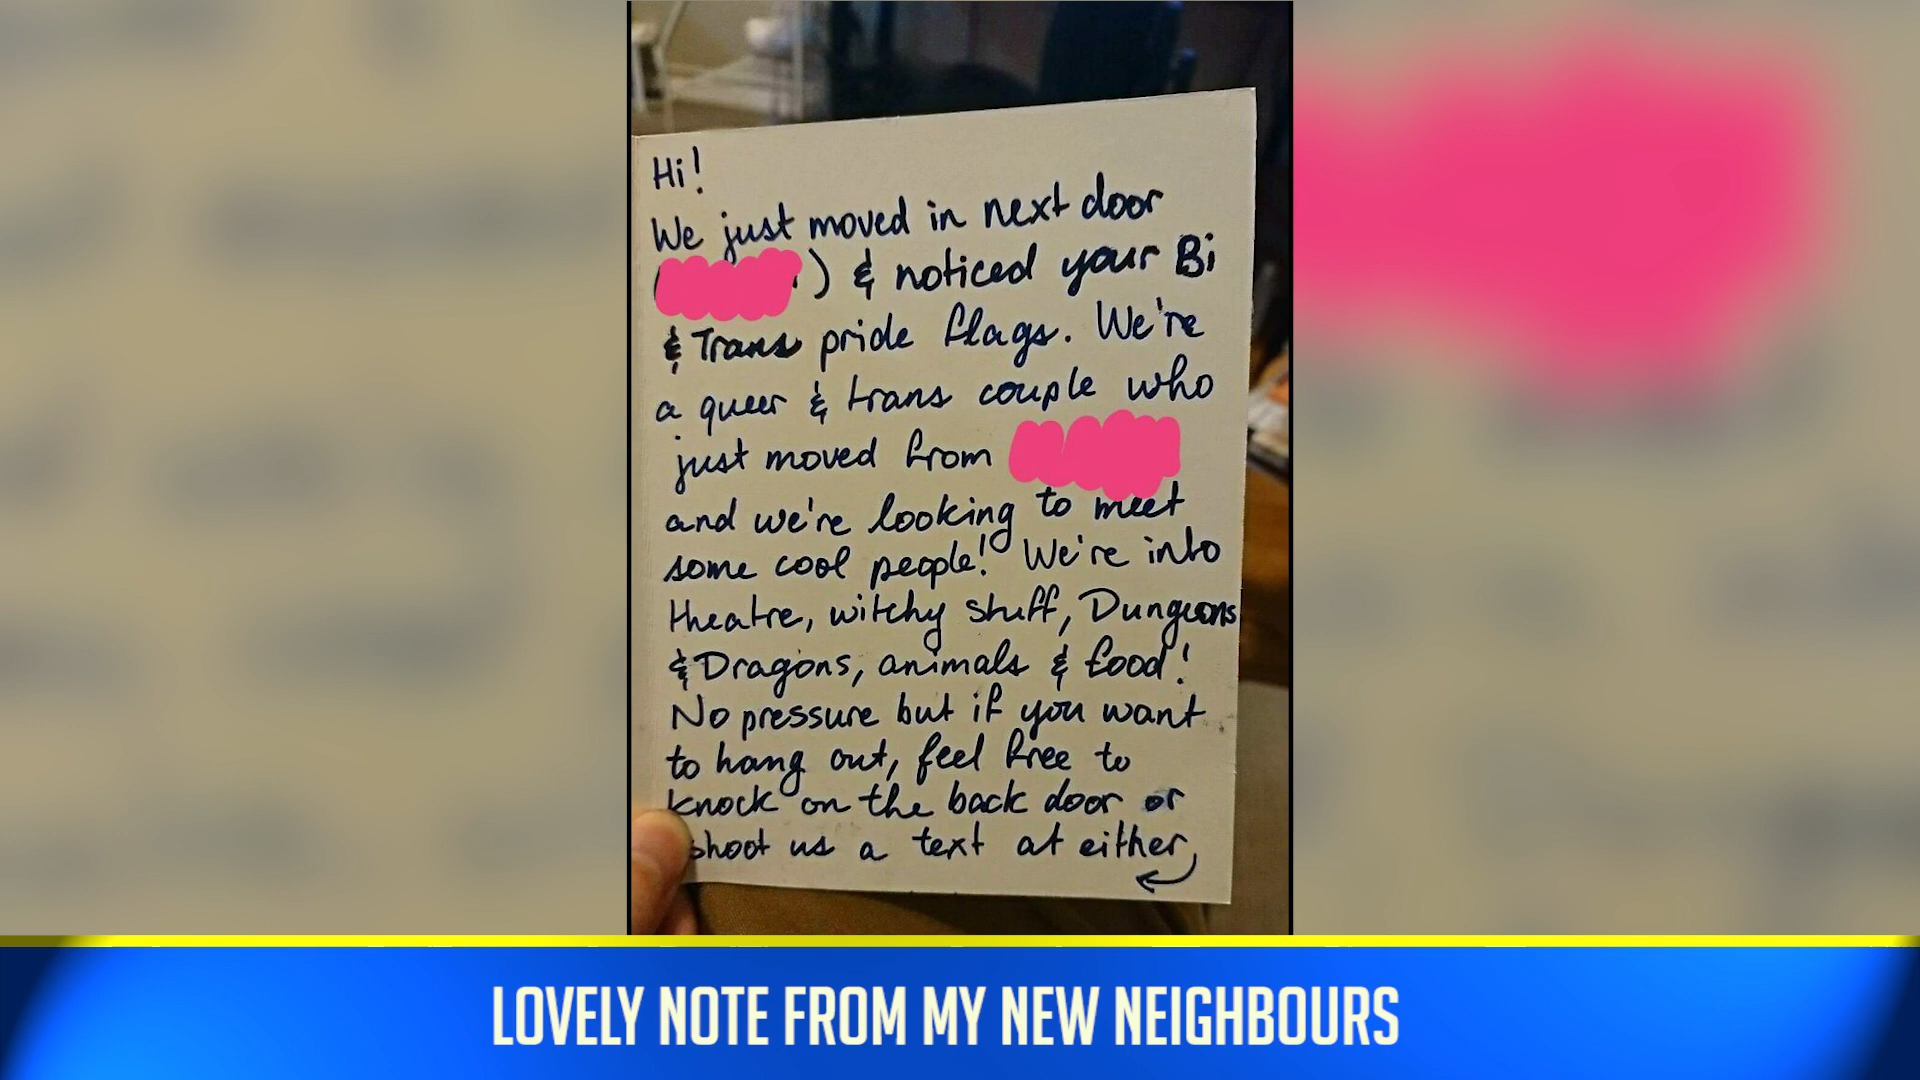 Hi!
We just moved in next door
) & noticed your Bi
& Trans pride flags. We're
a queer & trans couple who
just moved from
and we're looking to meet
some cool people! We're into
theatre, witchy stuff, Dungeons
& Dragons, animals & food!
No pressure but if you want
to hang out, feel free to
knock on the back door or
shoot us a text at either
LOVELY NOTE FROM MY NEW NEIGHBOURS